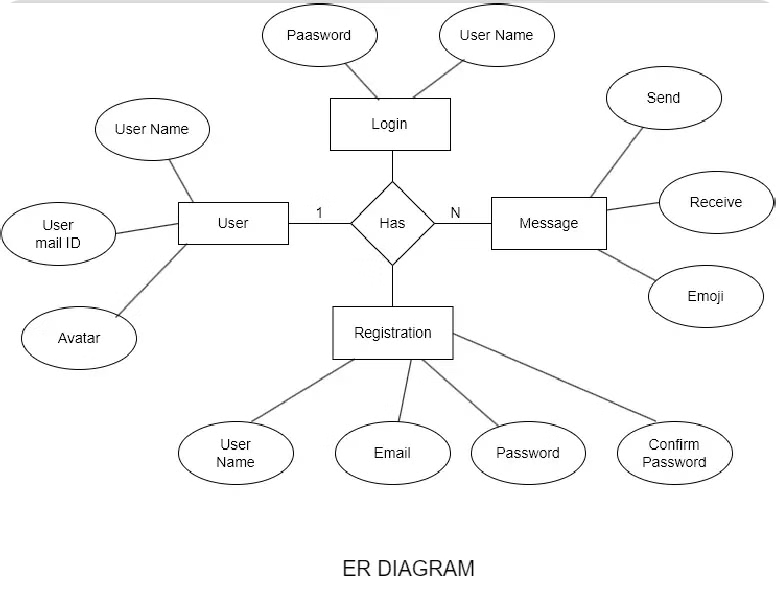 Paasword
User Name
Send
Login
User Name
Receive
1
N
User
Has
Message
User
mail ID
Emoji
Registration
Avatar
User
Name
Email
Password
Confirm
Password
ER DIAGRAM